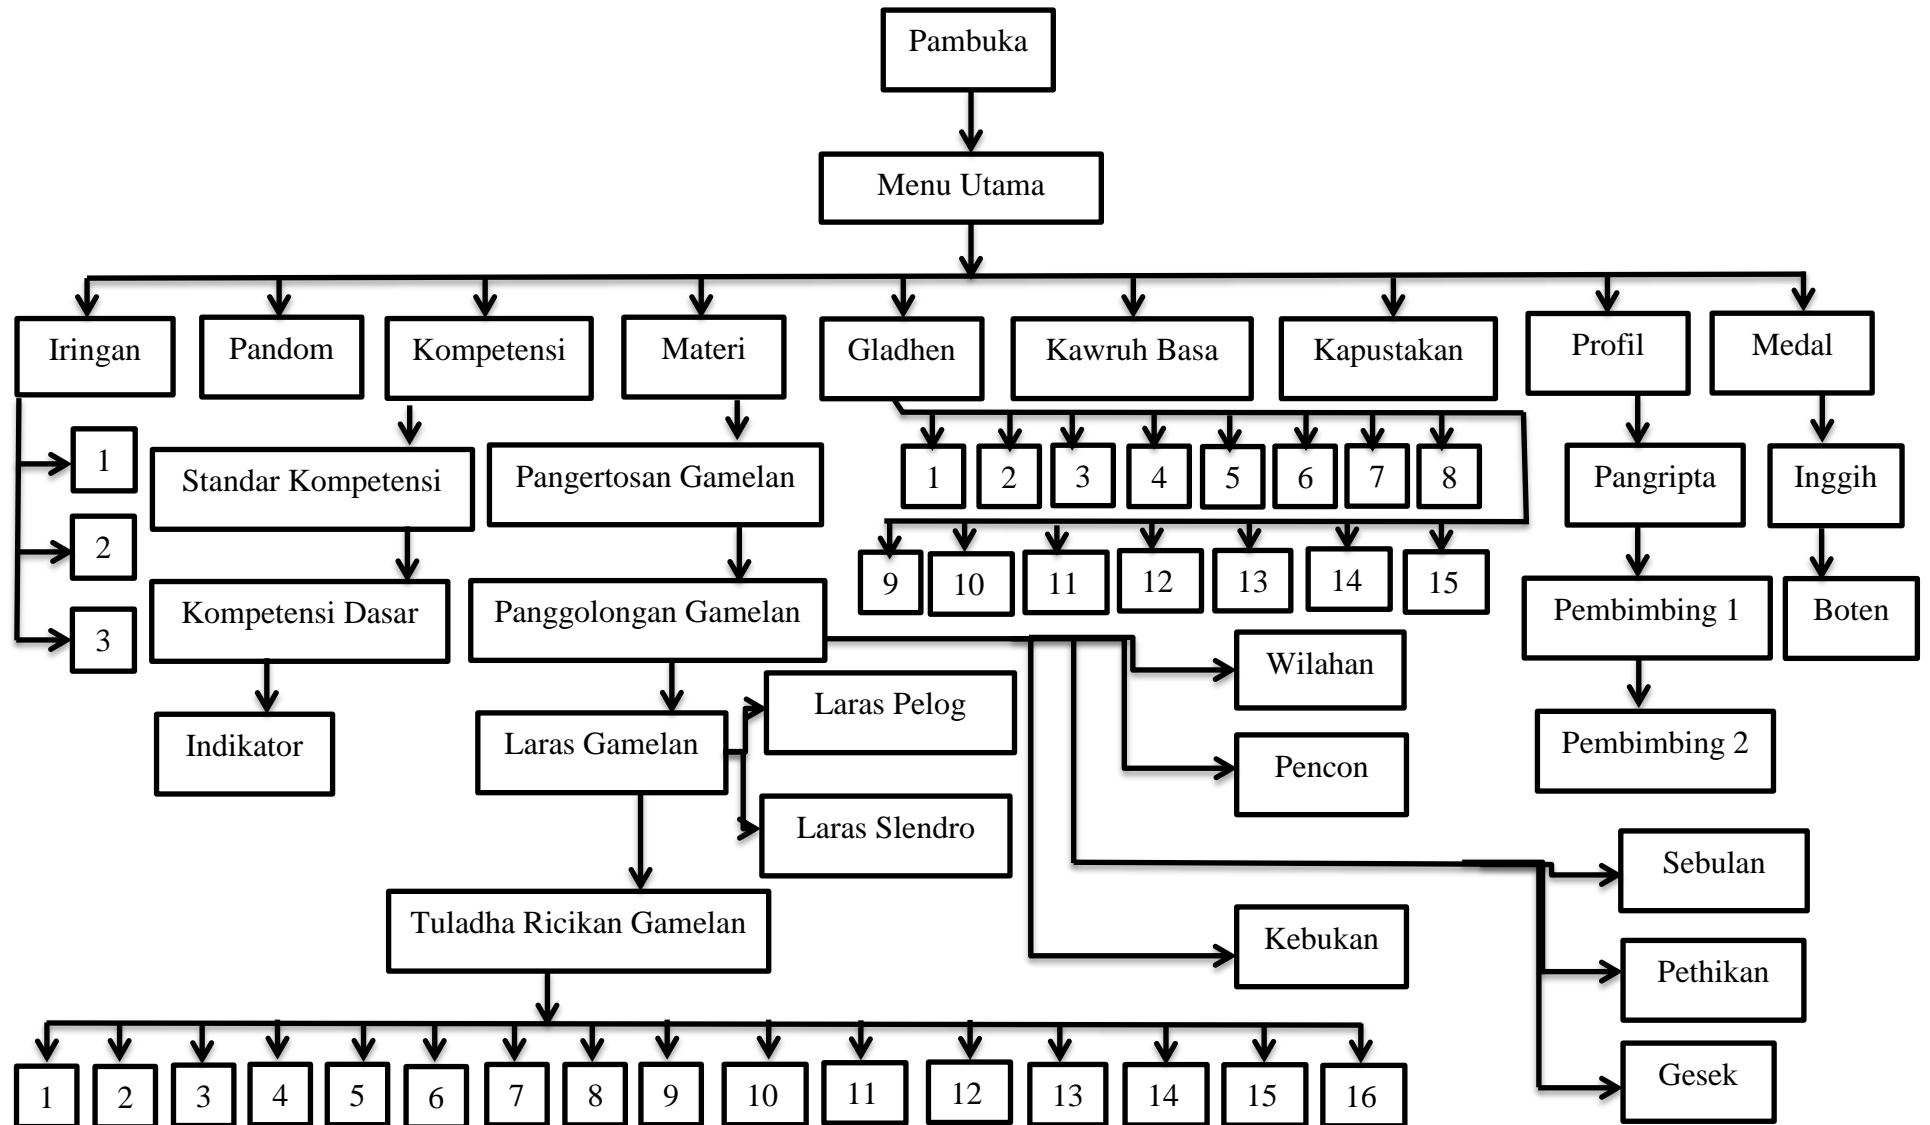 Pambuka
Menu Utama
Iringan
Pandom
Kompetensi
Materi
Gladhen
Kawruh Basa
Kapustakan
Profil
Medal
1
2
3
Standar Kompetensi
Kompetensi Dasar
Indikator
Pangertosan Gamelan
Panggolongan Gamelan
Laras Gamelan
Laras Pelog
Laras Slendro
Tuladha Ricikan Gamelan
1
2
3
4
5
6
7
8
9
10
11
12
13
14
15
16
1
2
3
4
5
6
7
8
9
10
11
12
13
14
15
Wilahan
Pencon
Kebukan
Sebulan
Pethikan
Gesek
Pangripta
Pembimbing 1
Pembimbing 2
Inggih
Boten